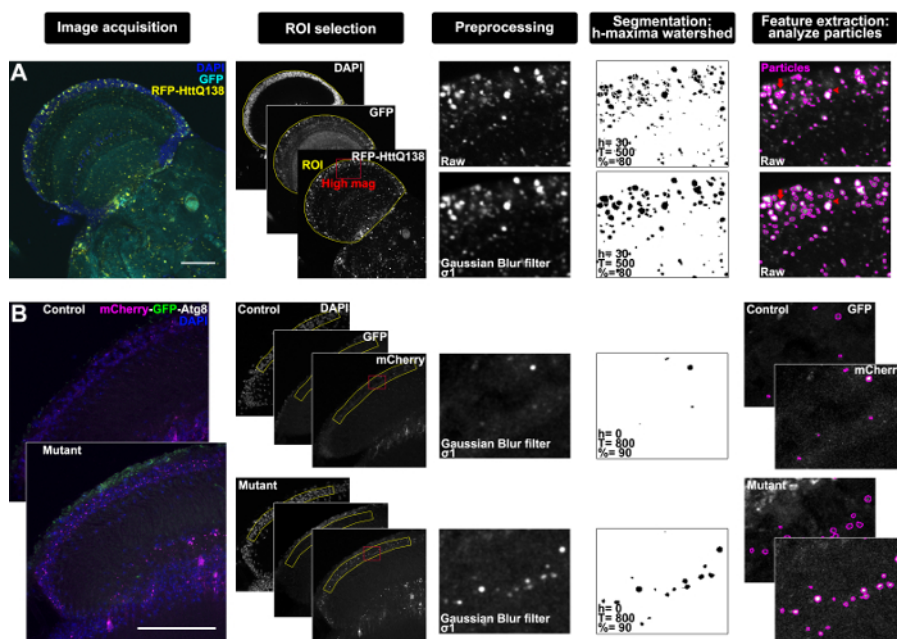 Image acquisition
ROI selection
Preprocessing
Segmentation:
h-maxima watershed
Feature extraction:
analyze particles
A
DAPI
GFP
RFP-HttQ138
DAPI
GFP
RFP-HttQ138
ROI
High mag
Raw
h= 30
T= 500
%= 80
Particles
Raw
Gaussian Blur filter
σ1
h= 30
T= 500
%= 80
Raw
B
Control
mCherry-GFP-Atg8
DAPI
Mutant
Control
DAPI
GFP
mCherry
Gaussian Blur filter
σ1
h= 0
T= 800
%= 90
Control
GFP
mCherry
Mutant
Gaussian Blur filter
σ1
h= 0
T= 800
%= 90
Mutant